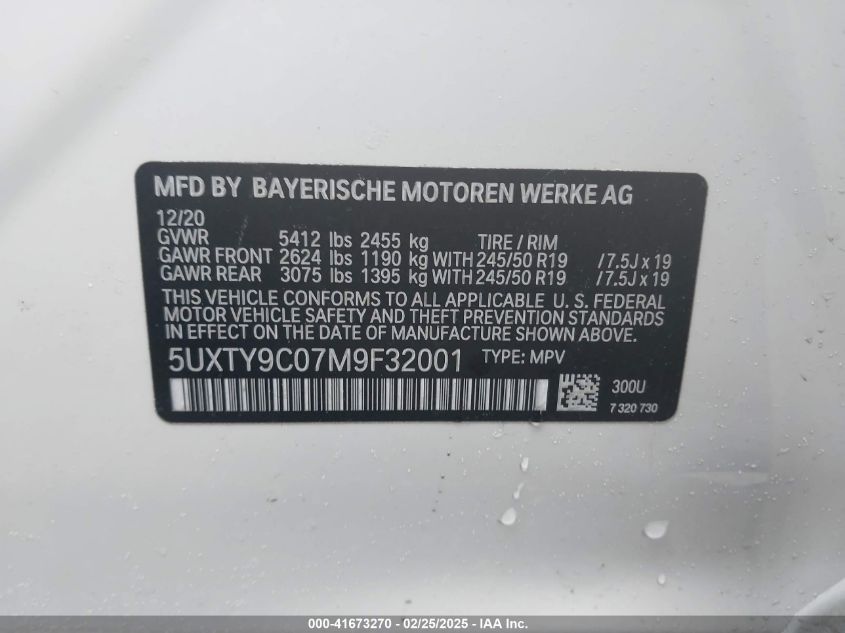 MFD BY BAYERISCHE MOTOREN WERKE AG
12/20
GVWR 5412 lbs 2455 kg TIRE / RIM
GAWR FRONT 2624 lbs 1190 kg WITH 245/50 R19 /7.5J x 19
GAWR REAR 3075 lbs 1395 kg WITH 245/50 R19 /7.5J x 19
THIS VEHICLE CONFORMS TO ALL APPLICABLE U. S. FEDERAL
MOTOR VEHICLE SAFETY AND THEFT PREVENTION STANDARDS
IN EFFECT ON THE DATE OF MANUFACTURE SHOWN ABOVE.
5UXTY9C07M9F32001 TYPE: MPV
300U
7 320 730
000-41673270 - 02/25/2025 - IAA Inc.